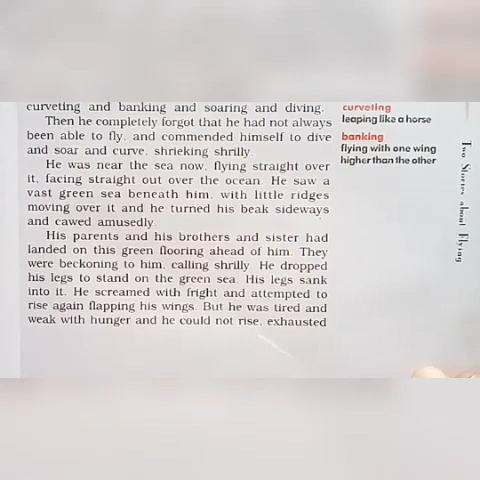 curveting and banking and soaring and diving.
Then he completely forgot that he had not always
been able to fly, and commended himself to dive
and soar and curve, shrieking shrilly.
He was near the sea now, flying straight over
it, facing straight out over the ocean. He saw a
vast green sea beneath him, with little ridges
moving over it and he turned his beak sideways
and cawed amusedly.
His parents and his brothers and sister had
landed on this green flooring ahead of him. They
were beckoning to him, calling shrilly. He dropped
his legs to stand on the green sea. His legs sank
into it. He screamed with fright and attempted to
rise again flapping his wings. But he was tired and
weak with hunger and he could not rise, exhausted
curveting
leaping like a horse
banking
flying with one wing
higher than the other
Two Stories about Flying